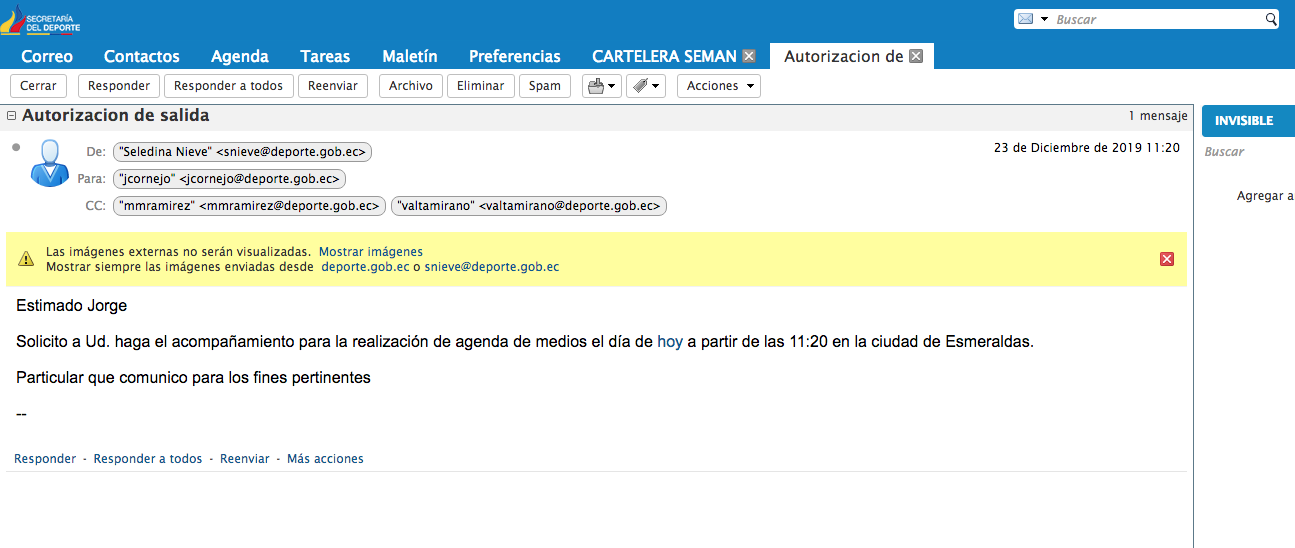 SECRETARÍA
DEL DEPORTE
Buscar
Correo Contactos Agenda Tareas Maletín Preferencias CARTELERA SEMAN Autorizacion de
Cerrar Responder Responder a todos Reenviar Archivo Eliminar Spam Acciones
Autorizacion de salida 1 mensaje
INVISIBLE
De: "Seledina Nieve" <snieve@deporte.gob.ec> 23 de Diciembre de 2019 11:20
Buscar
Para: "jcornejo" <jcornejo@deporte.gob.ec>
Agregar a
CC: "mmramirez" <mmramirez@deporte.gob.ec> "valtamirano" <valtamirano@deporte.gob.ec>
Las imágenes externas no serán visualizadas. Mostrar imágenes
Mostrar siempre las imágenes enviadas desde deporte.gob.ec o snieve@deporte.gob.ec
Estimado Jorge
Solicito a Ud. haga el acompañamiento para la realización de agenda de medios el día de hoy a partir de las 11:20 en la ciudad de Esmeraldas.
Particular que comunico para los fines pertinentes
--
Responder - Responder a todos - Reenviar - Más acciones